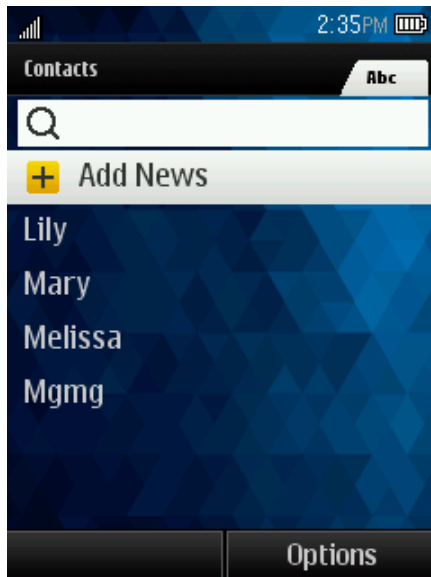 2:35PM
Contacts
Abc
Add News
Lily
Mary
Melissa
Mgmg
Options